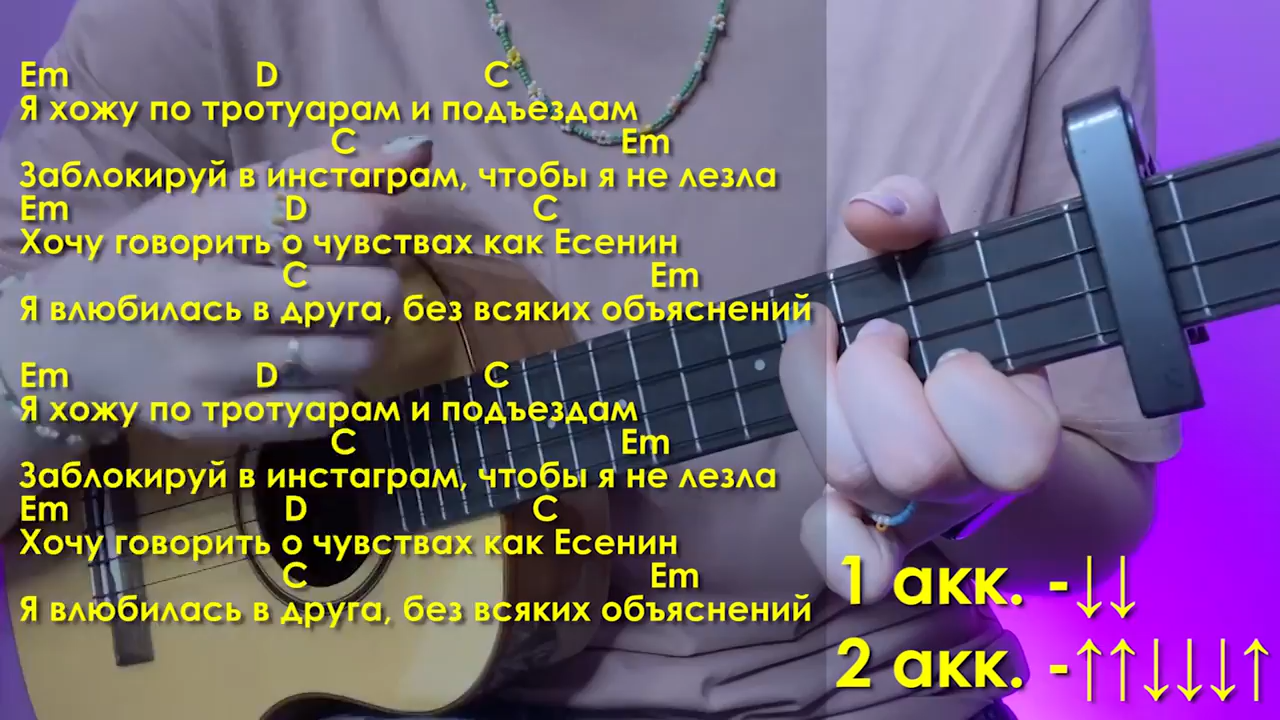 Em D C
Я хожу по тротуарам и подъездам
C Em
Заблокируй в инстаграм, чтобы я не лезла
Em D C
Хочу говорить о чувствах как Есенин
C Em
Я влюбилась в друга, без всяких объяснений
Em D C
Я хожу по тротуарам и подъездам
C Em
Заблокируй в инстаграм, чтобы я не лезла
Em D C
Хочу говорить о чувствах как Есенин
C Em
Я влюбилась в друга, без всяких объяснений
1 акк. -↓↓
2 акк. -↑↑↓↓↓↑